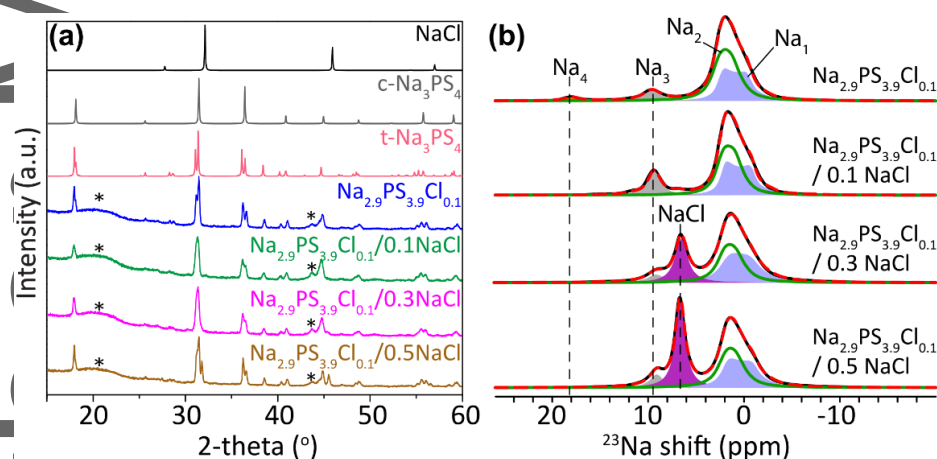 (a)
NaCl
c-Na₃PS₄
t-Na₃PS₄
Na₂.₉PS₃.₉Cl₀.₁
Na₂.₉PS₃.₉Cl₀.₁/0.1NaCl
Na₂.₉PS₃.₉Cl₀.₁/0.3NaCl
Na₂.₉PS₃.₉Cl₀.₁/0.5NaCl
* *
* *
* *
* *
Intensity (a.u.)
20 30 40 50 60
2-theta (°)
(b)
Na₄ Na₃ Na₂ Na₁
Na₂.₉PS₃.₉Cl₀.₁
Na₂.₉PS₃.₉Cl₀.₁
/ 0.1 NaCl
NaCl
Na₂.₉PS₃.₉Cl₀.₁
/ 0.3 NaCl
Na₂.₉PS₃.₉Cl₀.₁
/ 0.5 NaCl
20 10 0 -10
²³Na shift (ppm)